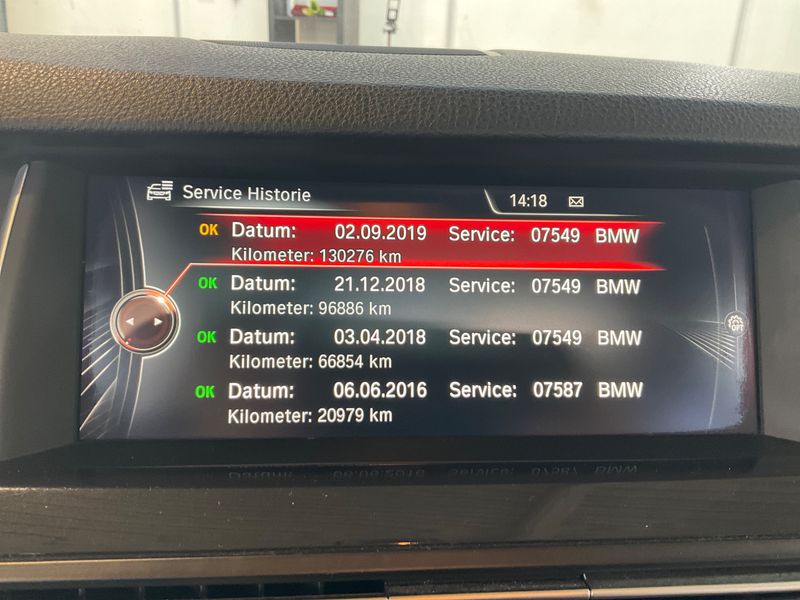 Service Historie
14:18
OK Datum: 02.09.2019 Service: 07549 BMW
Kilometer: 130276 km
OK Datum: 21.12.2018 Service: 07549 BMW
Kilometer: 96886 km
OPT
OK Datum: 03.04.2018 Service: 07549 BMW
Kilometer: 66854 km
OK Datum: 06.06.2016 Service: 07587 BMW
Kilometer: 20979 km